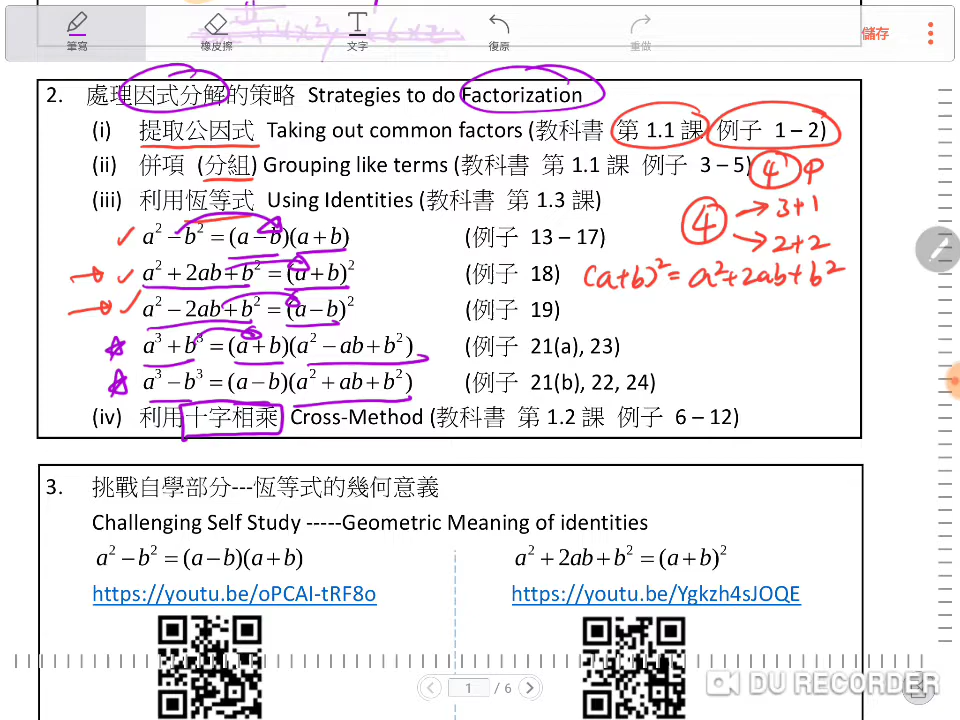 筆寫 橡皮擦 文字 復原 重做 儲存
2. 處理因式分解的策略 Strategies to do Factorization
(i) 提取公因式 Taking out common factors (教科書 第 1.1 課 例子 1 – 2)
(ii) 併項 (分組) Grouping like terms (教科書 第 1.1 課 例子 3 – 5) 4 P
(iii) 利用恆等式 Using Identities (教科書 第 1.3 課)
4 → 3+1
→ 2+2
a² − b² = (a − b)(a + b) (例子 13 – 17)
a² + 2ab + b² = (a + b)² (例子 18) (a+b)² = a²+2ab+b²
a² − 2ab + b² = (a − b)² (例子 19)
a³ + b³ = (a + b)(a² − ab + b²) (例子 21(a), 23)
a³ − b³ = (a − b)(a² + ab + b²) (例子 21(b), 22, 24)
(iv) 利用十字相乘 Cross-Method (教科書 第 1.2 課 例子 6 – 12)
3. 挑戰自學部分---恆等式的幾何意義
Challenging Self Study -----Geometric Meaning of identities
a² − b² = (a − b)(a + b) a² + 2ab + b² = (a + b)²
https://youtu.be/oPCAI-tRF8o https://youtu.be/Ygkzh4sJOQE
1 / 6
DU RECORDER